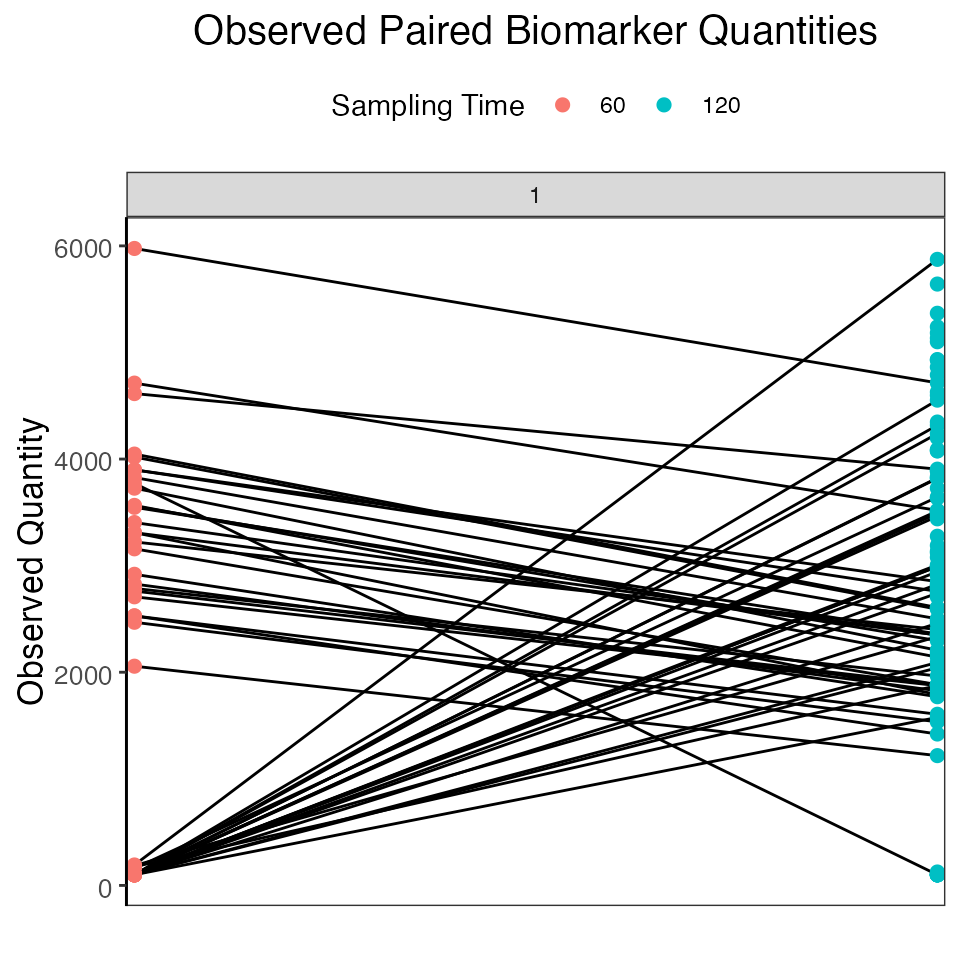 Observed Paired Biomarker Quantities
Sampling Time 60 120
1
Observed Quantity
6000
4000
2000
0